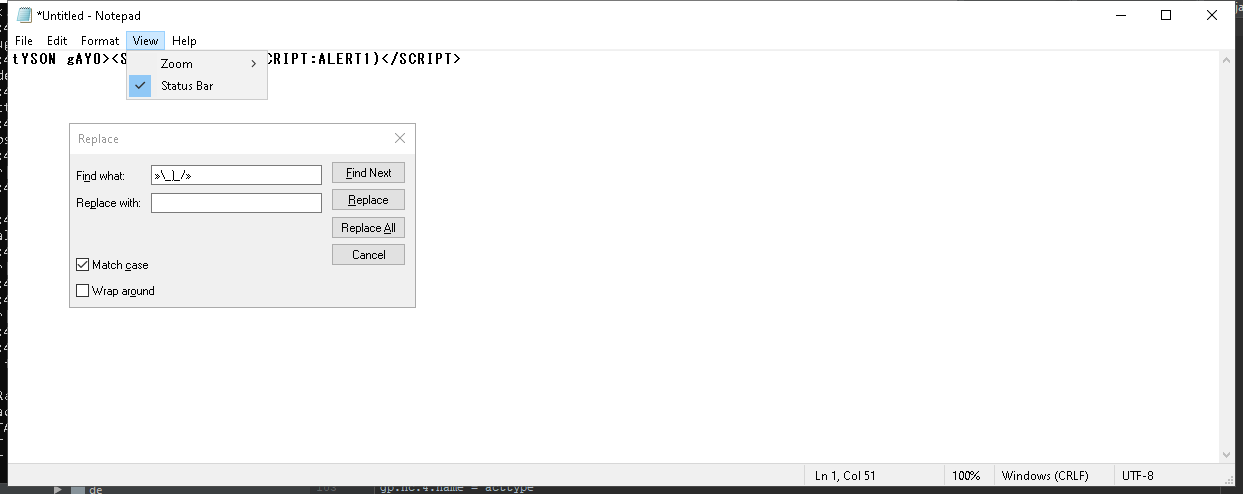 *Untitled - Notepad
File Edit Format View Help
tYSON gAYO><S CRIPT:ALERT1)</SCRIPT>
Zoom
Status Bar
Replace
Find what: »\_)_/» Find Next
Replace with: Replace
Replace All
Cancel
Match case
Wrap around
Ln 1, Col 51 100% Windows (CRLF) UTF-8
de
gp.nc.4.name = acctype